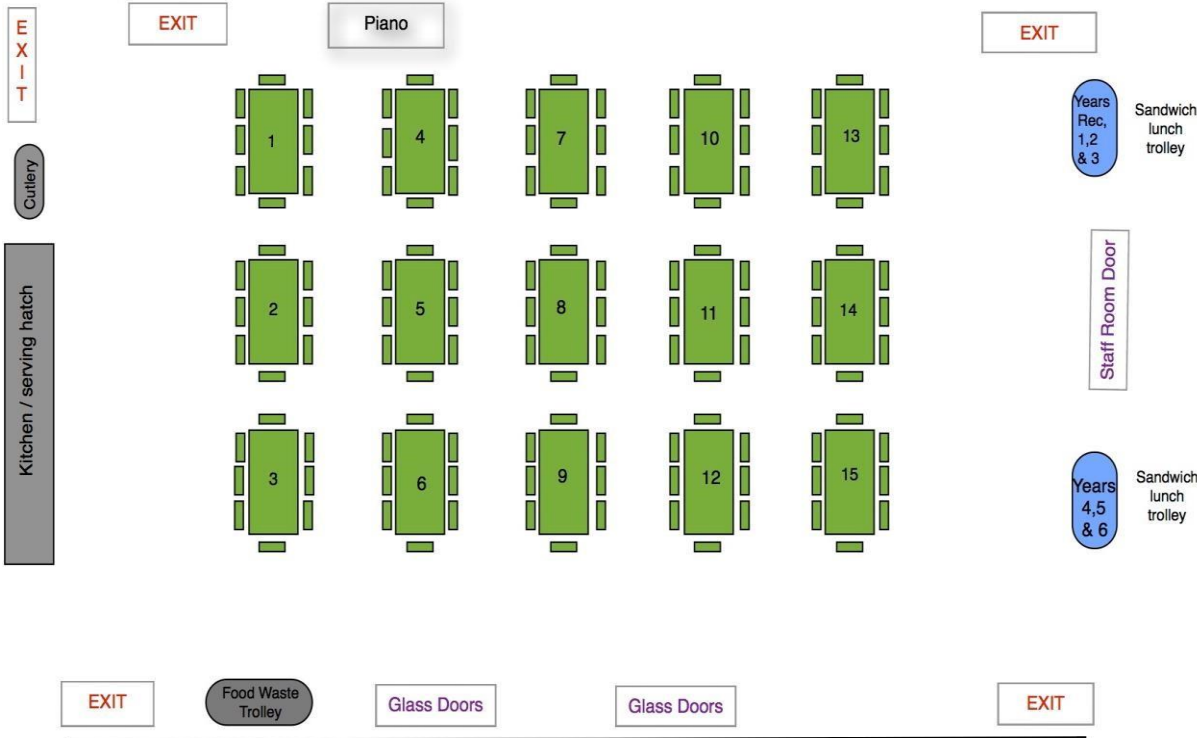 EXIT
EXIT
Piano
EXIT
Years
Rec,
1,2
& 3
Sandwich
lunch
trolley
1
4
7
10
13
Cutlery
Kitchen / serving hatch
2
5
8
11
14
Staff Room Door
3
6
9
12
15
Years
4,5
& 6
Sandwich
lunch
trolley
EXIT
Food Waste
Trolley
Glass Doors
Glass Doors
EXIT